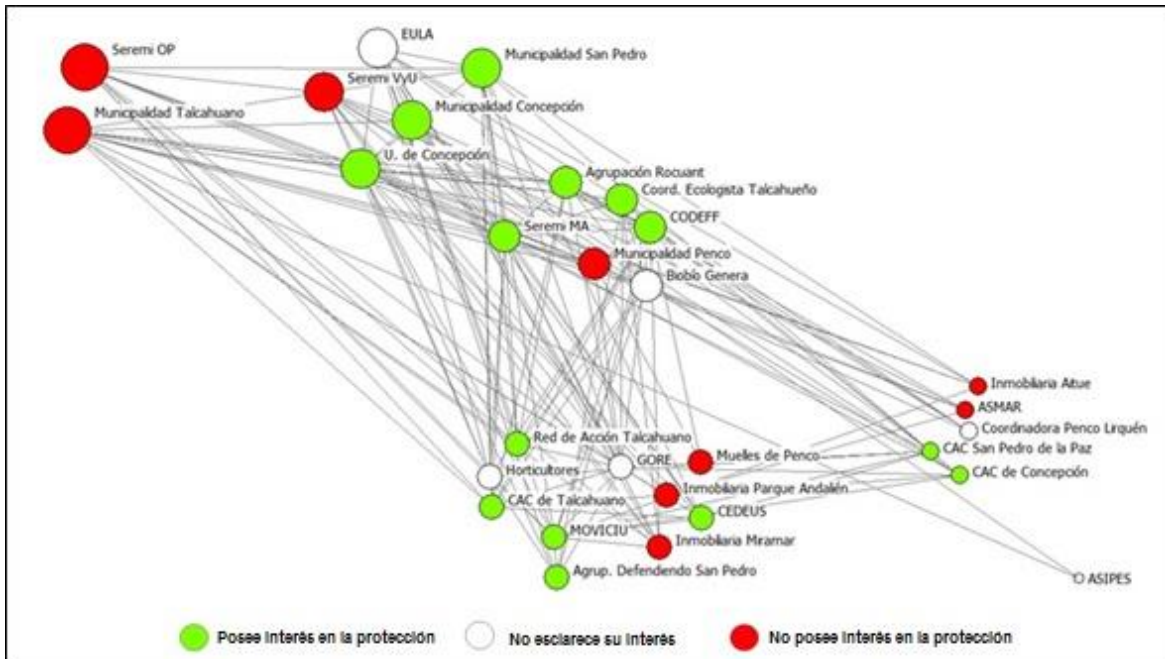 EULA
Seremi OP
Municipalidad San Pedro
Seremi VyU
Municipalidad Talcahuano
Municipalidad Concepción
U. de Concepción
Agrupación Rocuant
Coord. Ecologista Talcahueño
CODEFF
Seremi MA
Municipalidad Penco
Biobío Genera
Inmobiliaria Aitue
ASMAR
Coordinadora Penco Lirquén
Red de Acción Talcahuano
CAC San Pedro de la Paz
Muelles de Penco
GORE
Horticultores
CAC de Concepción
Inmobiliaria Parque Andalién
CAC de Talcahuano
CEDEUS
MOVICIU
Inmobiliaria Miramar
Agrup. Defendiendo San Pedro
ASIPES
Posee interés en la protección
No esclarece su interés
No posee interés en la protección